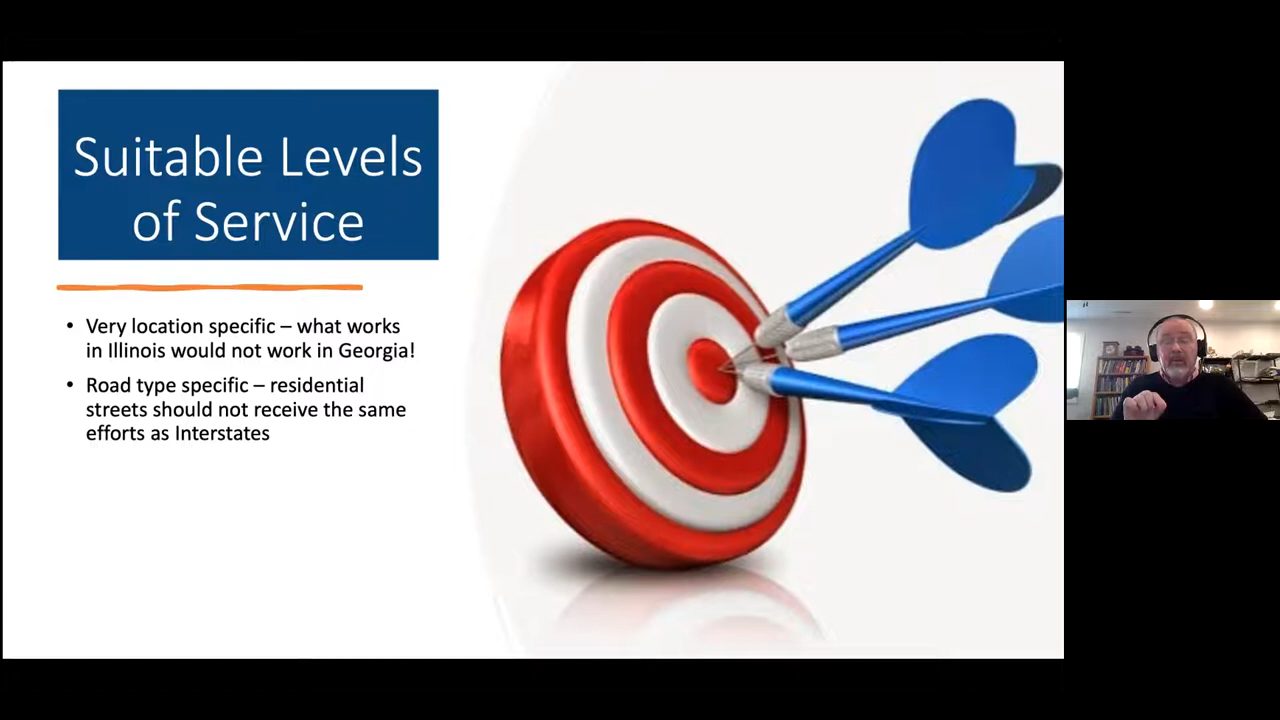 Suitable Levels
of Service
• Very location specific – what works
in Illinois would not work in Georgia!
• Road type specific – residential
streets should not receive the same
efforts as Interstates